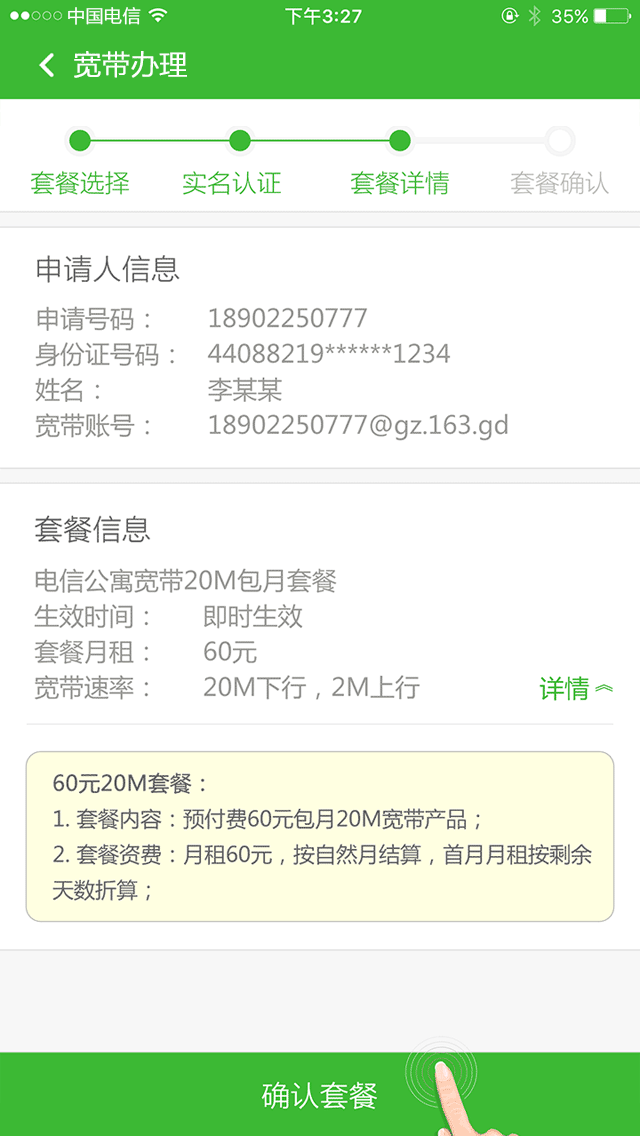 中国电信 下午3:27 35%
宽带办理
套餐选择 实名认证 套餐详情 套餐确认
申请人信息
申请号码： 18902250777
身份证号码： 44088219******1234
姓名： 李某某
宽带账号： 18902250777@gz.163.gd
套餐信息
电信公寓宽带20M包月套餐
生效时间： 即时生效
套餐月租： 60元
宽带速率： 20M下行，2M上行 详情
60元20M套餐：
1. 套餐内容：预付费60元包月20M宽带产品；
2. 套餐资费：月租60元，按自然月结算，首月月租按剩余
天数折算；
确认套餐